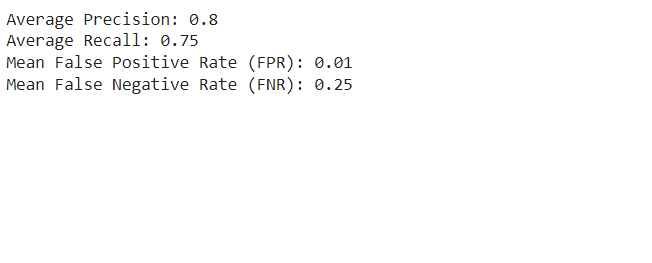 Average Precision: 0.8
Average Recall: 0.75
Mean False Positive Rate (FPR): 0.01
Mean False Negative Rate (FNR): 0.25